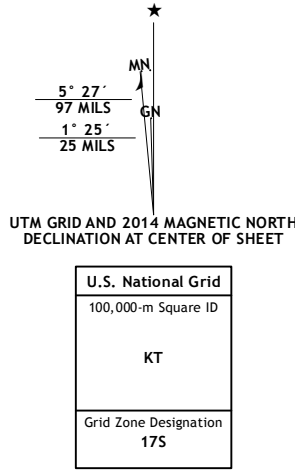 ★
MN
GN
5° 27´
97 MILS
1° 25´
25 MILS
UTM GRID AND 2014 MAGNETIC NORTH
DECLINATION AT CENTER OF SHEET
U.S. National Grid
100,000-m Square ID
KT
Grid Zone Designation
17S